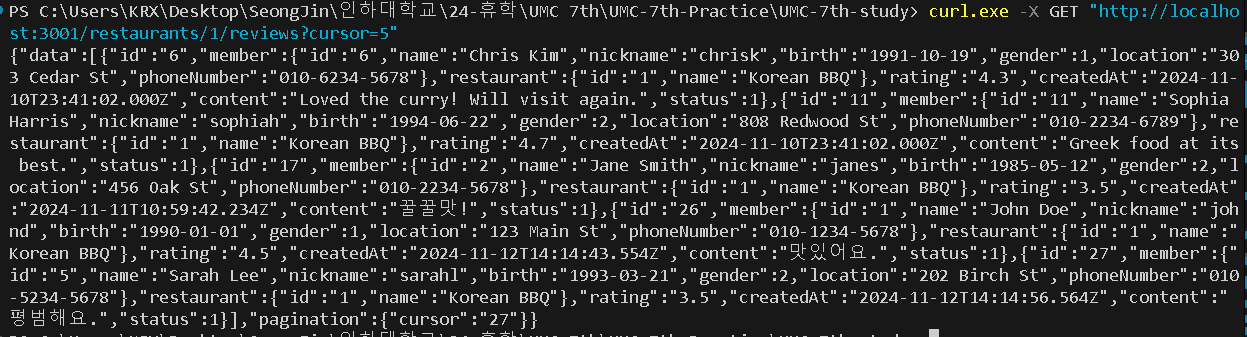 PS C:\Users\KRX\Desktop\SeongJin\인하대학교\24-휴학\UMC 7th\UMC-7th-Practice\UMC-7th-study> curl.exe -X GET "http://localho
st:3001/restaurants/1/reviews?cursor=5"
{"data":[{"id":"6","member":{"id":"6","name":"Chris Kim","nickname":"chrisk","birth":"1991-10-19","gender":1,"location":"30
3 Cedar St","phoneNumber":"010-6234-5678"},"restaurant":{"id":"1","name":"Korean BBQ"},"rating":"4.3","createdAt":"2024-11-
10T23:41:02.000Z","content":"Loved the curry! Will visit again.","status":1},{"id":"11","member":{"id":"11","name":"Sophia
Harris","nickname":"sophiah","birth":"1994-06-22","gender":2,"location":"808 Redwood St","phoneNumber":"010-2234-6789"},"re
staurant":{"id":"1","name":"Korean BBQ"},"rating":"4.7","createdAt":"2024-11-10T23:41:02.000Z","content":"Greek food at its
 best.","status":1},{"id":"17","member":{"id":"2","name":"Jane Smith","nickname":"janes","birth":"1985-05-12","gender":2,"l
ocation":"456 Oak St","phoneNumber":"010-2234-5678"},"restaurant":{"id":"1","name":"Korean BBQ"},"rating":"3.5","createdAt"
:"2024-11-11T10:59:42.234Z","content":"꿀꿀맛!","status":1},{"id":"26","member":{"id":"1","name":"John Doe","nickname":"joh
nd","birth":"1990-01-01","gender":1,"location":"123 Main St","phoneNumber":"010-1234-5678"},"restaurant":{"id":"1","name":"
Korean BBQ"},"rating":"4.5","createdAt":"2024-11-12T14:14:43.554Z","content":"맛있어요.","status":1},{"id":"27","member":{"
id":"5","name":"Sarah Lee","nickname":"sarahl","birth":"1993-03-21","gender":2,"location":"202 Birch St","phoneNumber":"010
-5234-5678"},"restaurant":{"id":"1","name":"Korean BBQ"},"rating":"3.5","createdAt":"2024-11-12T14:14:56.564Z","content":"
평범해요.","status":1}],"pagination":{"cursor":"27"}}